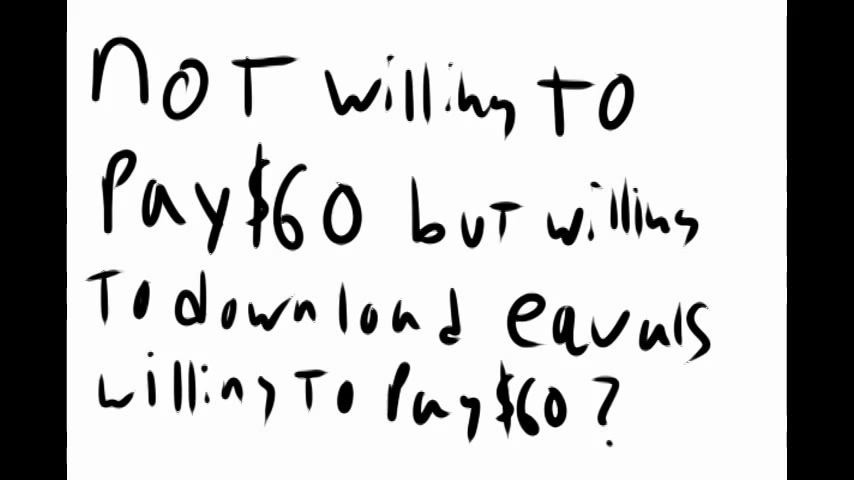 NOT willing TO
Pay $60 but willing
To download equals
willing To Pay $60?